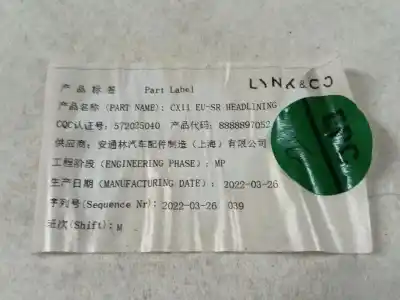 产 品 标 签 Part Label LYNK&CO
产品名称 (PART NAME): CX11 EU-SR HEADLINING
CQC认证号: 572025040 产品代码: 8888897052
供应商: 安通林汽车配件制造（上海）有限公司
工程阶段 (ENGINEERING PHASE): MP
生产日期 (MANUFACTURING DATE): 2022-03-26
序列号(Sequence Nr): 2022-03-26 039
班次(Shift): M